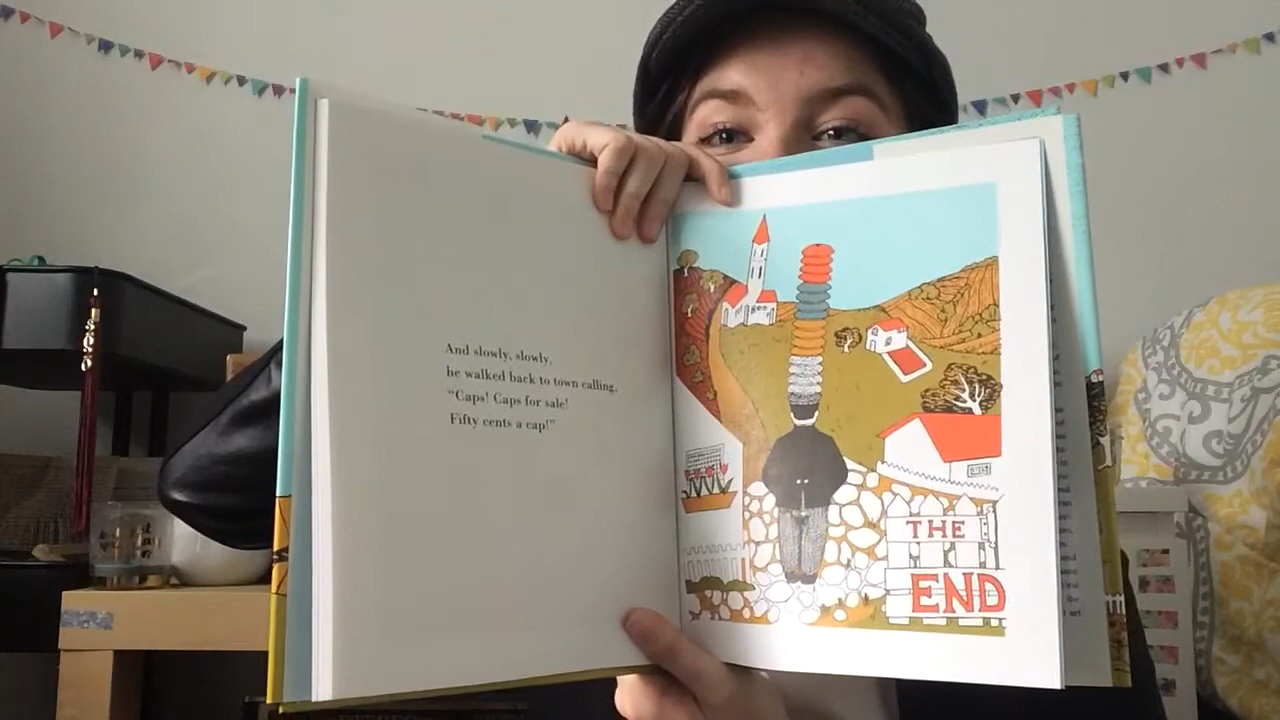 And slowly, slowly,
he walked back to town calling,
"Caps! Caps for sale!
Fifty cents a cap!"
THE
END